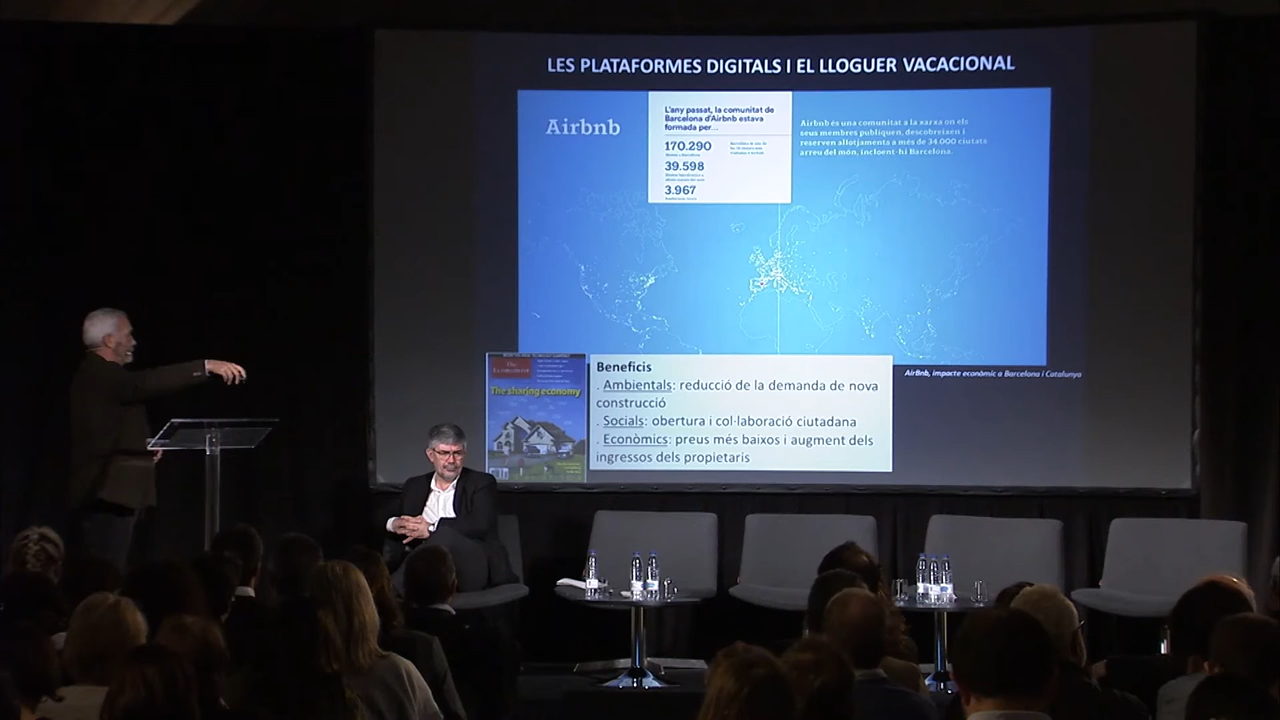 LES PLATAFORMES DIGITALS I EL LLOGUER VACACIONAL
Airbnb
L'any passat, la comunitat de
Barcelona d'Airbnb estava
formada per...
170.290
39.598
3.967
Airbnb és una comunitat a la xarxa on els
seus membres publiquen, descobreixen i
reserven allotjaments a més de 34.000 ciutats
arreu del món, incloent-hi Barcelona.
The
Economist
The sharing economy
Beneficis
. Ambientals: reducció de la demanda de nova
construcció
. Socials: obertura i col·laboració ciutadana
. Econòmics: preus més baixos i augment dels
ingressos dels propietaris
AirBnb, impacte econòmic a Barcelona i Catalunya